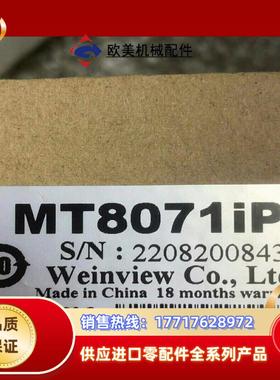 欧美机械配件
MT8071iP
S/N : 2208200843
Weinview Co., Ltd
Made in China 18 months warr
品质
保证
销售热线：17717628972
供应进口零配件全系列产品